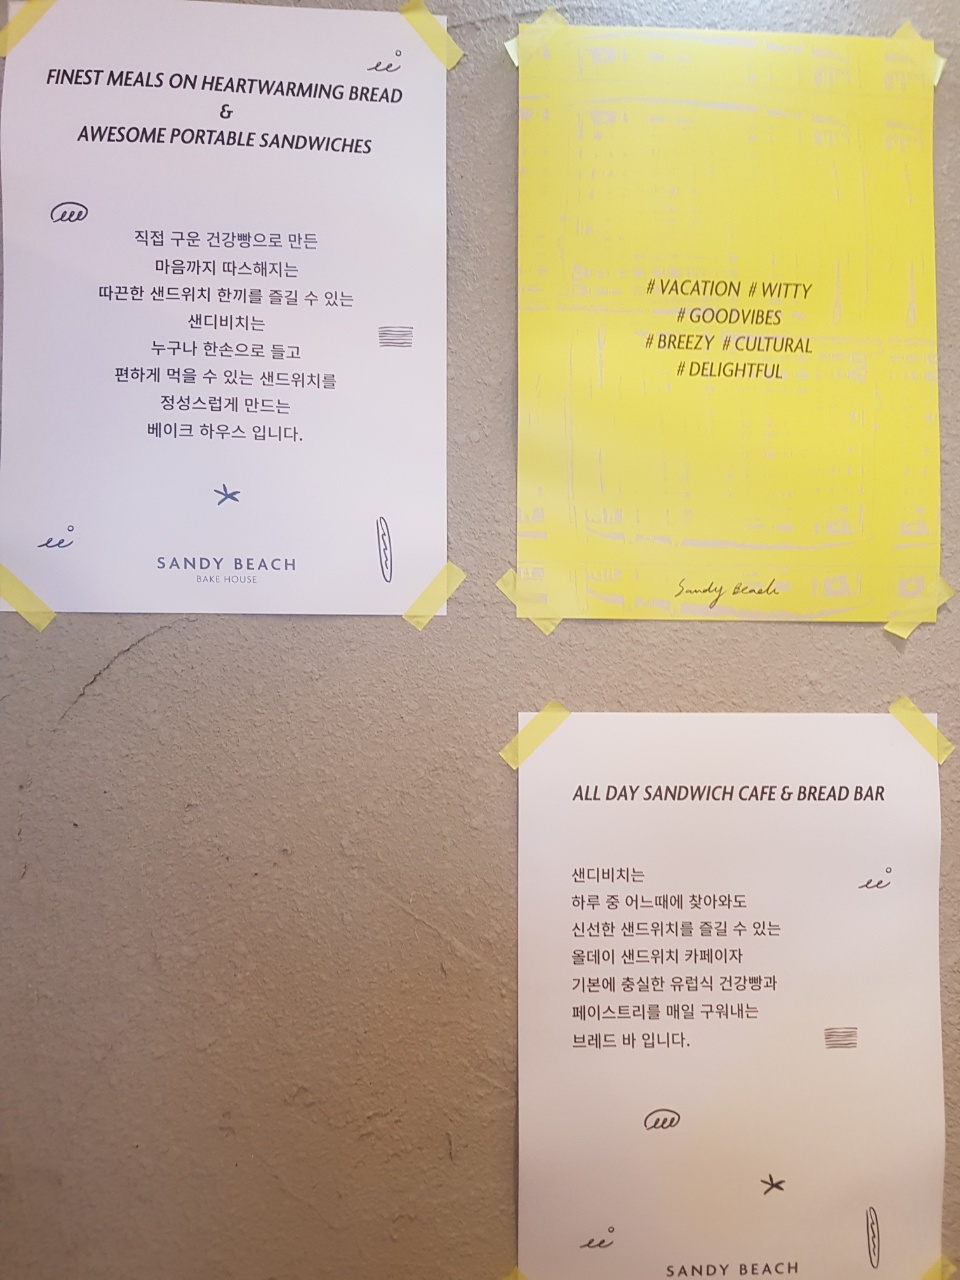 FINEST MEALS ON HEARTWARMING BREAD
&
AWESOME PORTABLE SANDWICHES
직접 구운 건강빵으로 만든
마음까지 따스해지는
따끈한 샌드위치 한끼를 즐길 수 있는
샌디비치는
누구나 한손으로 들고
편하게 먹을 수 있는 샌드위치를
정성스럽게 만드는
베이크 하우스 입니다.
SANDY BEACH
BAKE HOUSE
# VACATION # WITTY
# GOODVIBES
# BREEZY # CULTURAL
# DELIGHTFUL
Sandy Beach
ALL DAY SANDWICH CAFE & BREAD BAR
샌디비치는
하루 중 어느때에 찾아와도
신선한 샌드위치를 즐길 수 있는
올데이 샌드위치 카페이자
기본에 충실한 유럽식 건강빵과
페이스트리를 매일 구워내는
브레드 바 입니다.
SANDY BEACH